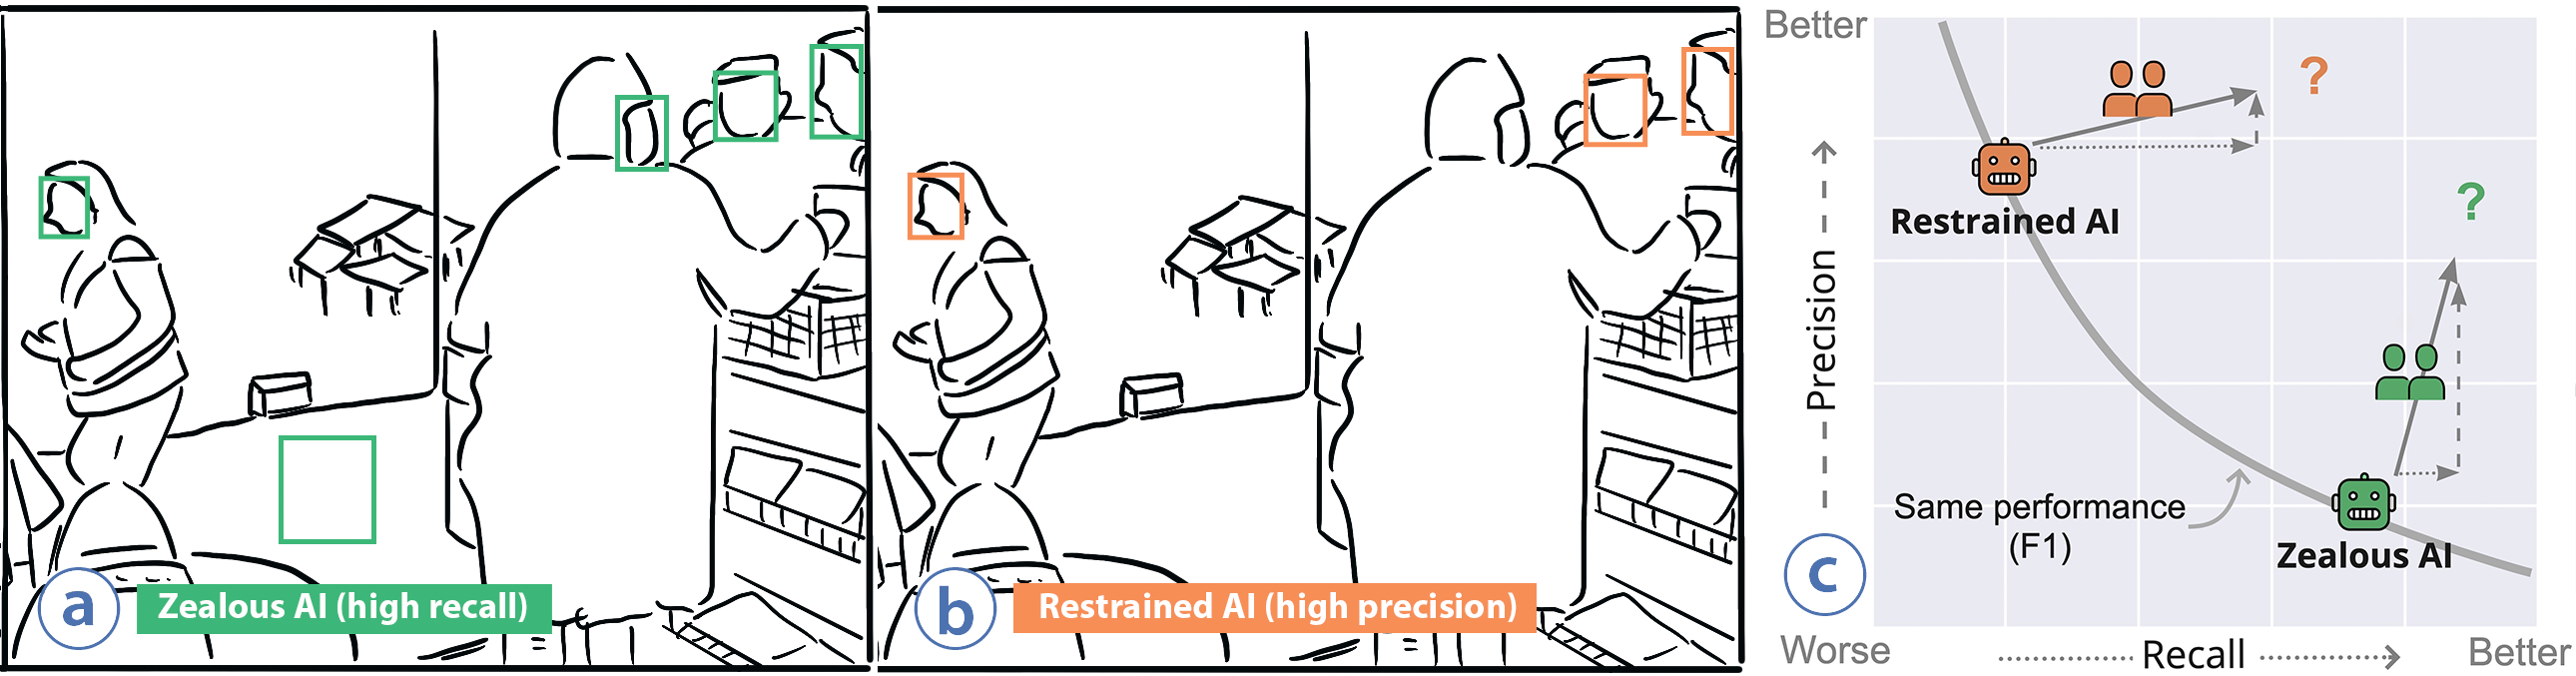 a
Zealous AI (high recall)
b
Restrained AI (high precision)
Better
Precision
?
?
Restrained AI
Same performance
(F1)
Zealous AI
c
Worse
Recall
Better